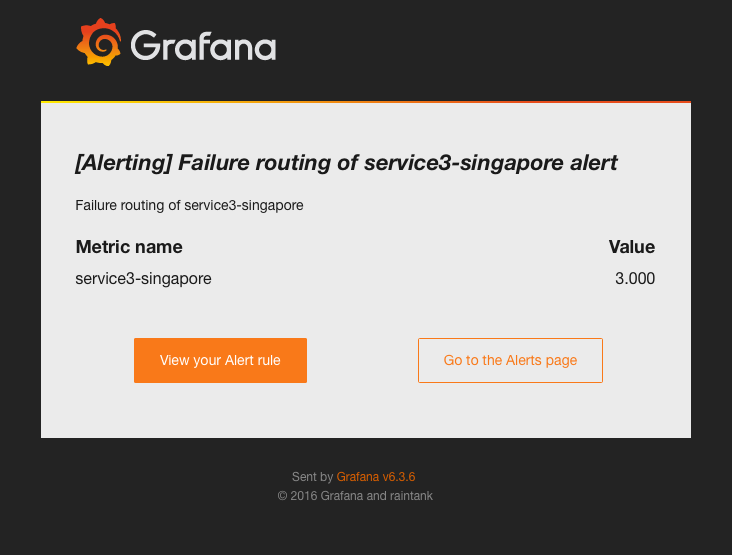 Grafana
[Alerting] Failure routing of service3-singapore alert
Failure routing of service3-singapore
Metric name Value
service3-singapore 3.000
View your Alert rule Go to the Alerts page
Sent by Grafana v6.3.6
© 2016 Grafana and raintank